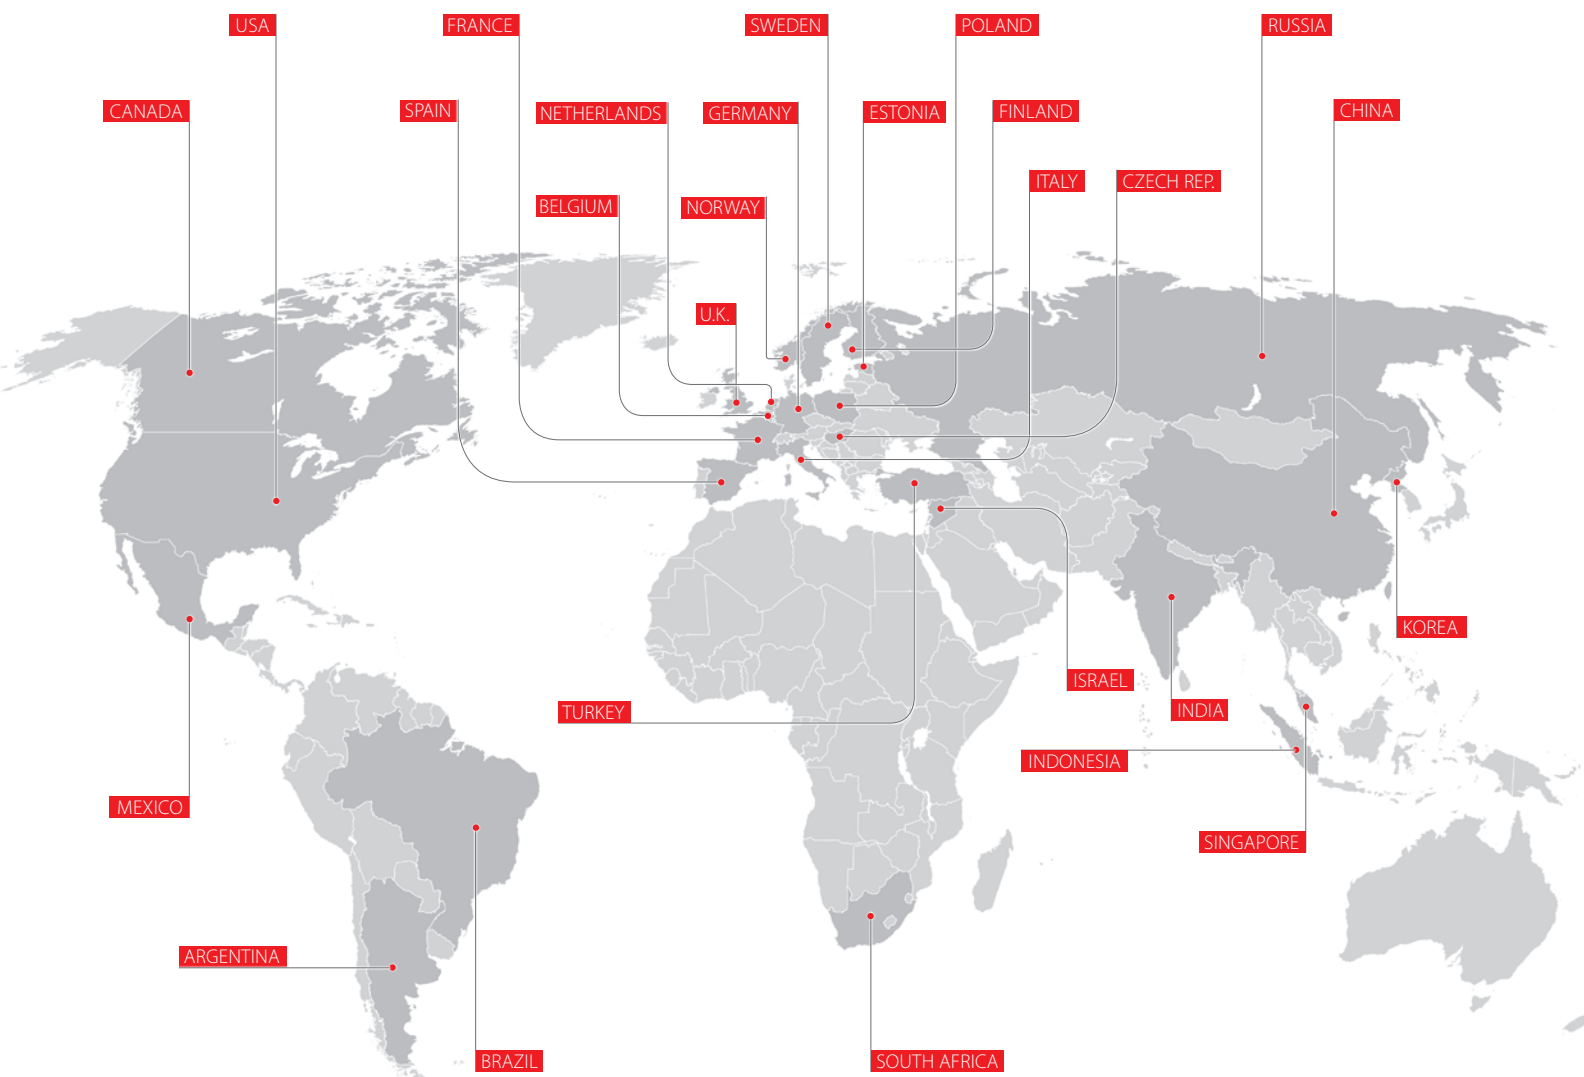 USA
FRANCE
SWEDEN
POLAND
RUSSIA
CANADA
SPAIN
NETHERLANDS
GERMANY
ESTONIA
FINLAND
CHINA
ITALY
CZECH REP.
BELGIUM
NORWAY
U.K.
KOREA
ISRAEL
TURKEY
INDIA
INDONESIA
MEXICO
SINGAPORE
ARGENTINA
BRAZIL
SOUTH AFRICA